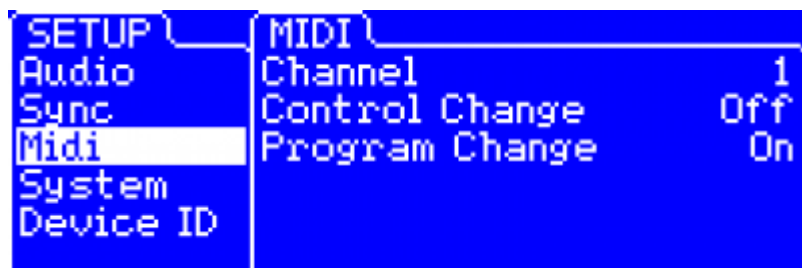 SETUP
Audio
Sync
Midi
System
Device ID
MIDI
Channel 1
Control Change Off
Program Change On